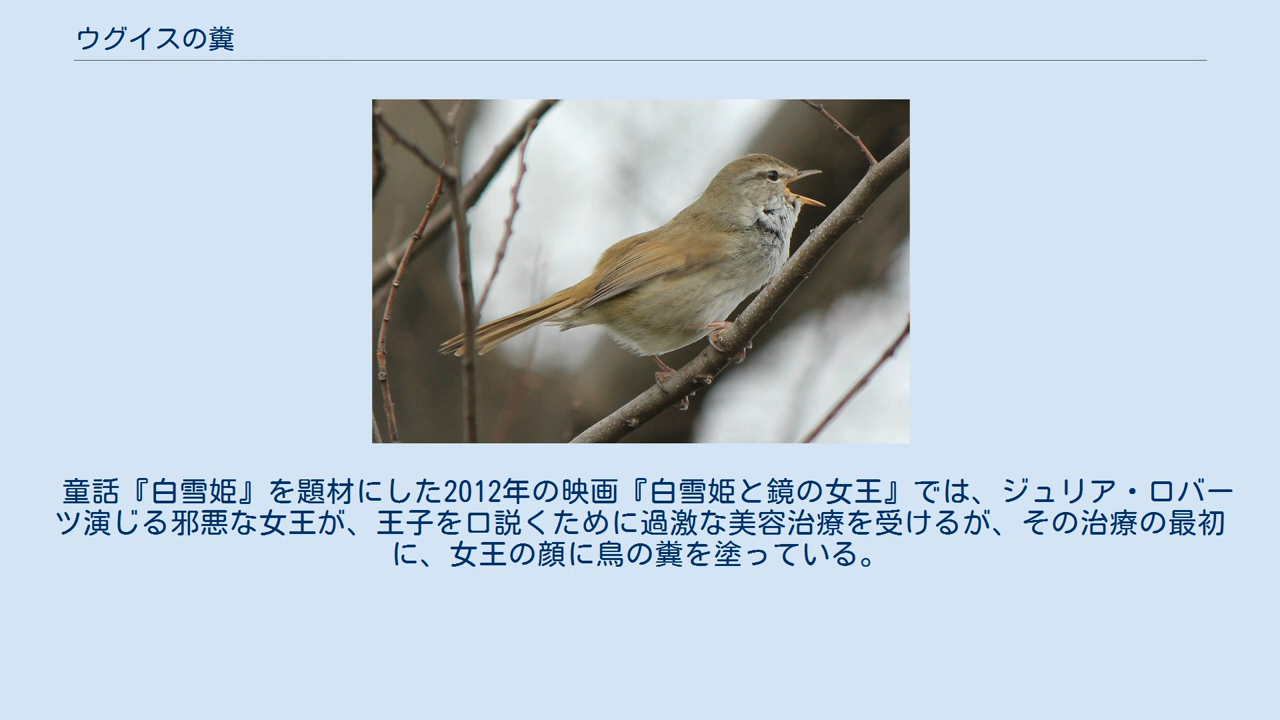 ウグイスの糞
童話『白雪姫』を題材にした2012年の映画『白雪姫と鏡の女王』では、ジュリア・ロバー
ツ演じる邪悪な女王が、王子を口説くために過激な美容治療を受けるが、その治療の最初
に、女王の顔に鳥の糞を塗っている。